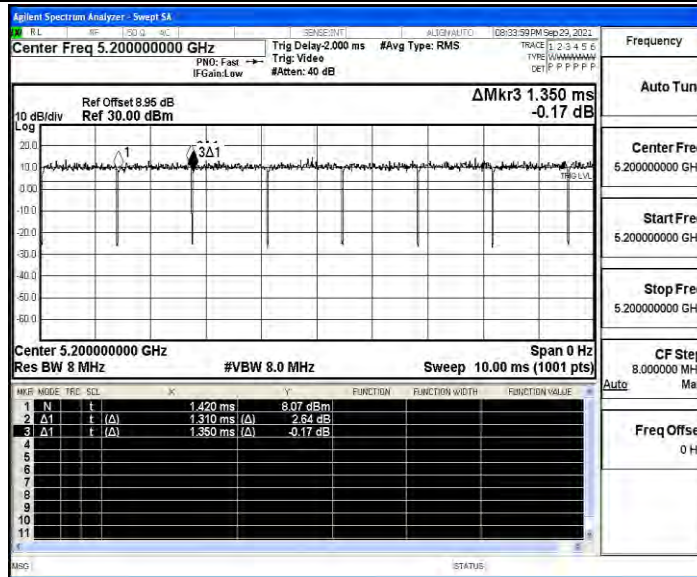 Agilent Spectrum Analyzer - Swept SA
RL RF 50 Ω AC SENSE:INT ALIGNAUTO 08:33:59 PM Sep 29, 2021
Center Freq 5.200000000 GHz
Trig Delay-2.000 ms #Avg Type: RMS
TRACE 1 2 3 4 5 6
PNO: Fast Trig: Video
TYPE WWWWWW
IFGain:Low #Atten: 40 dB
DET P P P P P P
ΔMkr3 1.350 ms
-0.17 dB
Ref Offset 8.95 dB
10 dB/div Ref 30.00 dBm
Log
20.0
10.0
0.00
-10.0
-20.0
-30.0
-40.0
-50.0
-60.0
1
3Δ1
TRIG LVL
Center 5.200000000 GHz Span 0 Hz
Res BW 8 MHz #VBW 8.0 MHz Sweep 10.00 ms (1001 pts)
MKR MODE TRC SCL X Y FUNCTION FUNCTION WIDTH FUNCTION VALUE
1 N t 1.420 ms 8.07 dBm
2 Δ1 t (Δ) 1.310 ms (Δ) 2.64 dB
3 Δ1 t (Δ) 1.350 ms (Δ) -0.17 dB
4
5
6
7
8
9
10
11
MSG STATUS
Frequency
Auto Tun
Center Fre
5.200000000 GH
Start Fre
5.200000000 GH
Stop Fre
5.200000000 GH
CF Step
8.000000 MH
Auto Ma
Freq Offse
0 H